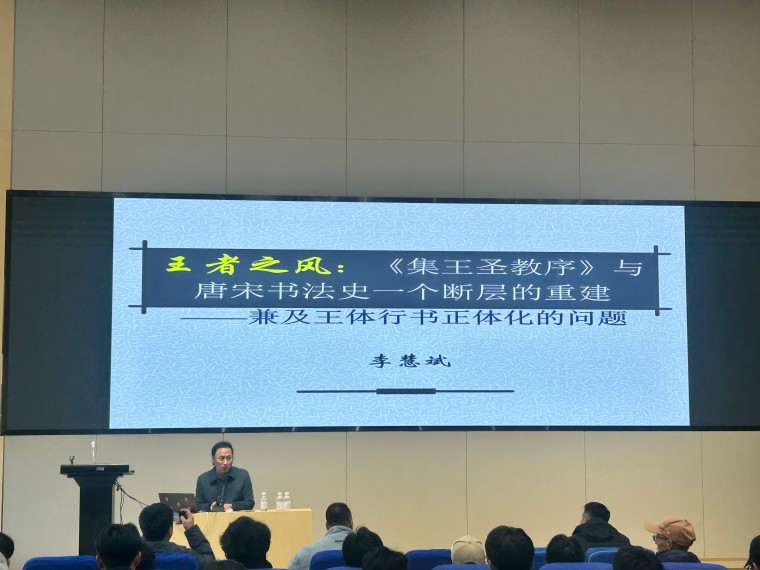 王者之风：《集王圣教序》与
唐宋书法史一个断层的重建
——兼及王体行书正体化的问题
李慧斌